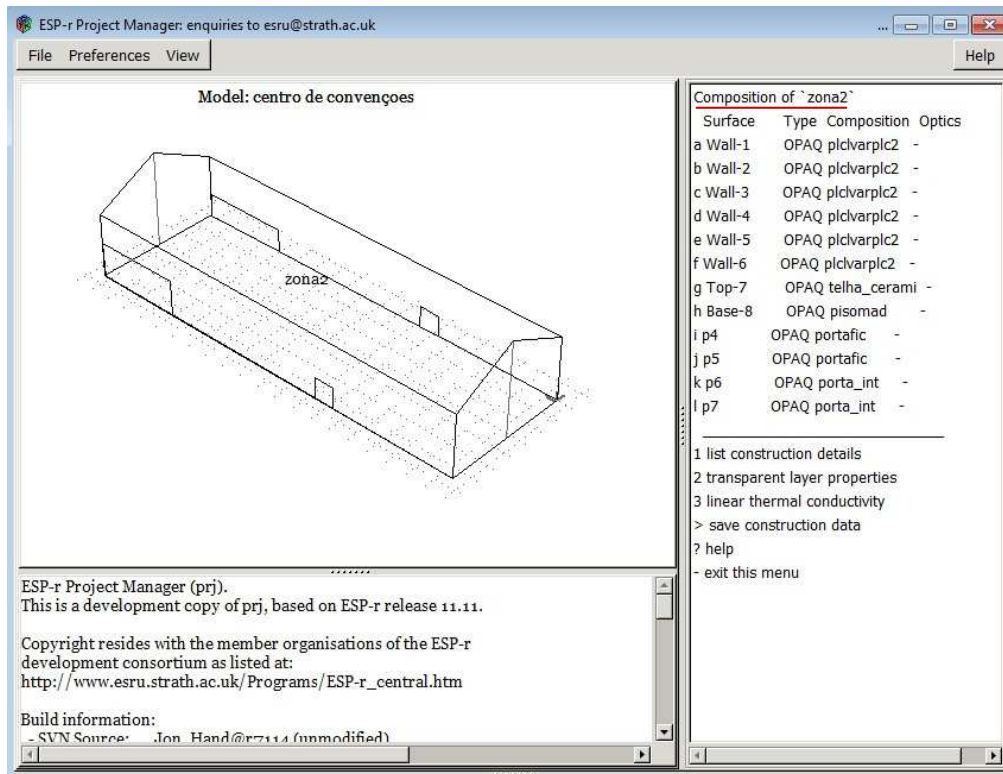 ESP-r Project Manager: enquiries to esru@strath.ac.uk
...
File Preferences View
Help
Model: centro de convençoes
zona2
Composition of `zona2`
Surface Type Composition Optics
a Wall-1 OPAQ plclvarplc2 -
b Wall-2 OPAQ plclvarplc2 -
c Wall-3 OPAQ plclvarplc2 -
d Wall-4 OPAQ plclvarplc2 -
e Wall-5 OPAQ plclvarplc2 -
f Wall-6 OPAQ plclvarplc2 -
g Top-7 OPAQ telha_cerami -
h Base-8 OPAQ pisomad -
i p4 OPAQ portafic -
j p5 OPAQ portafic -
k p6 OPAQ porta_int -
l p7 OPAQ porta_int -
1 list construction details
2 transparent layer properties
3 linear thermal conductivity
> save construction data
? help
- exit this menu
ESP-r Project Manager (prj).
This is a development copy of prj, based on ESP-r release 11.11.
Copyright resides with the member organisations of the ESP-r
development consortium as listed at:
http://www.esru.strath.ac.uk/Programs/ESP-r_central.htm
Build information:
- SVN Source: Jon_Hand@r7114 (unmodified)